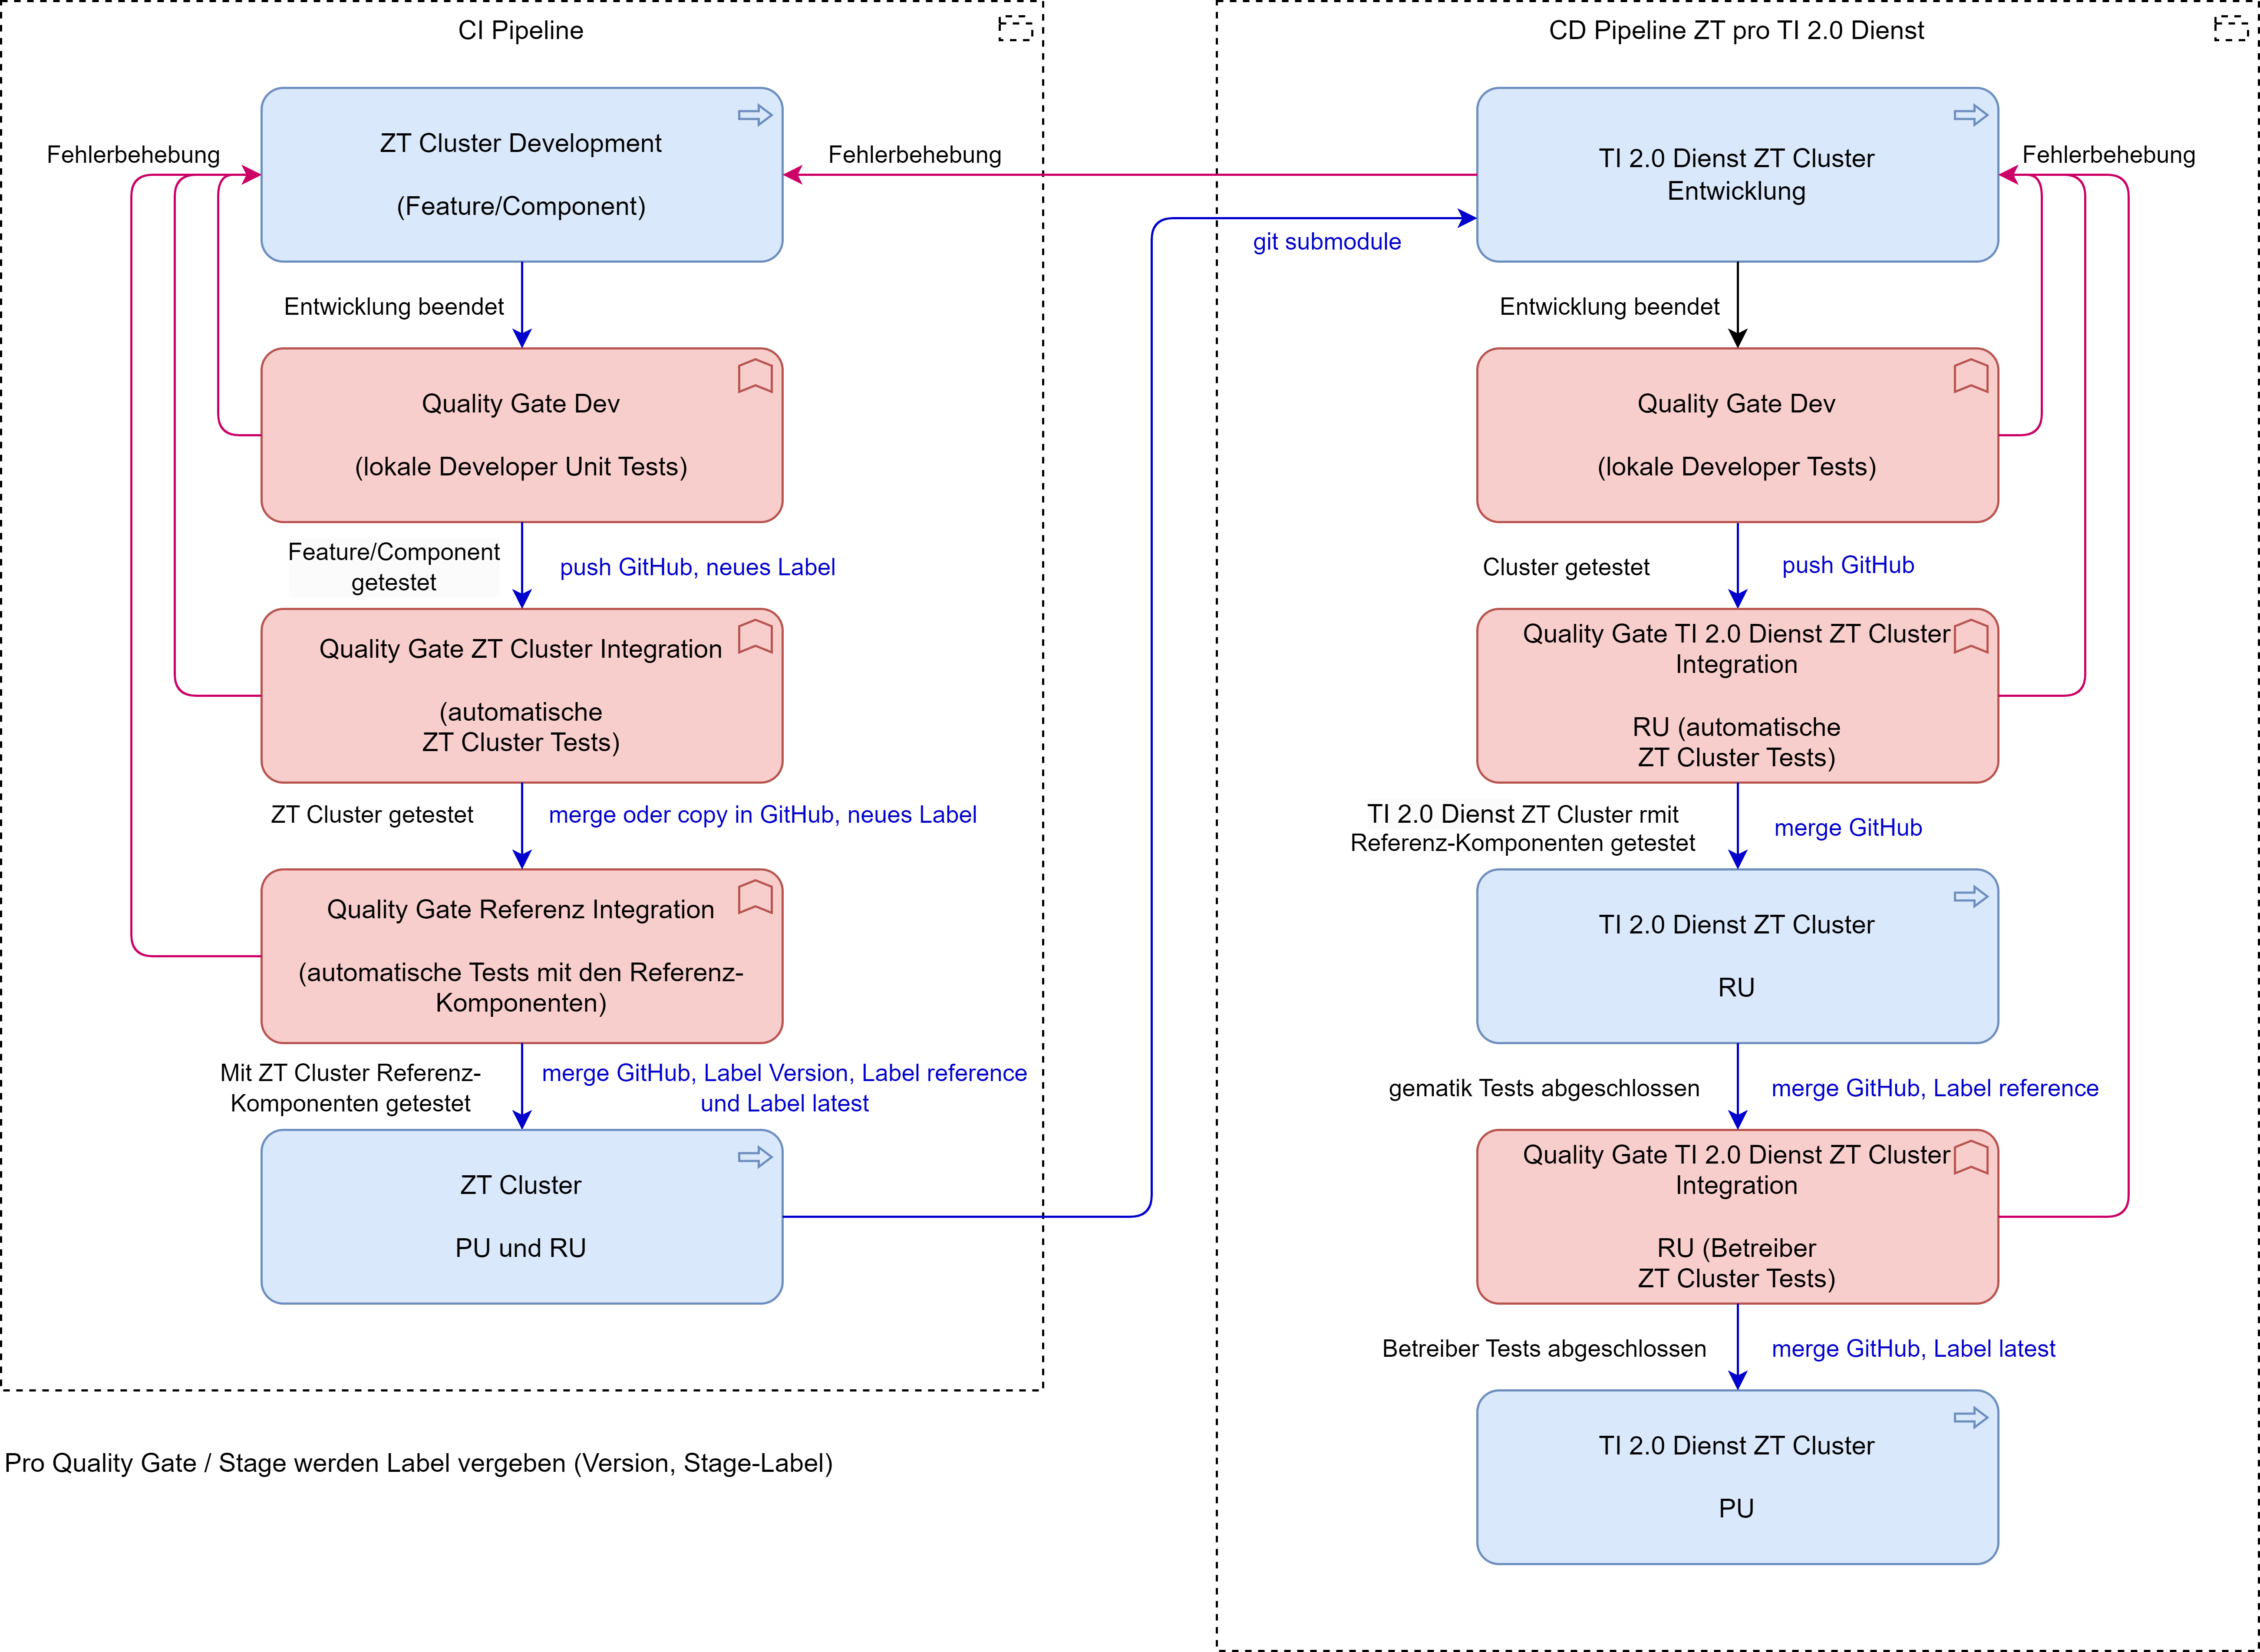 CI Pipeline
ZT Cluster Development
(Feature/Component)
Fehlerbehebung
Fehlerbehebung
Entwicklung beendet
Quality Gate Dev
(lokale Developer Unit Tests)
Feature/Component
getestet
push GitHub, neues Label
Quality Gate ZT Cluster Integration
(automatische
ZT Cluster Tests)
ZT Cluster getestet
merge oder copy in GitHub, neues Label
Quality Gate Referenz Integration
(automatische Tests mit den Referenz-
Komponenten)
Mit ZT Cluster Referenz-
Komponenten getestet
merge GitHub, Label Version, Label reference
und Label latest
ZT Cluster
PU und RU
Pro Quality Gate / Stage werden Label vergeben (Version, Stage-Label)
CD Pipeline ZT pro TI 2.0 Dienst
TI 2.0 Dienst ZT Cluster
Entwicklung
Fehlerbehebung
git submodule
Entwicklung beendet
Quality Gate Dev
(lokale Developer Tests)
Cluster getestet
push GitHub
Quality Gate TI 2.0 Dienst ZT Cluster
Integration
RU (automatische
ZT Cluster Tests)
TI 2.0 Dienst ZT Cluster rmit
Referenz-Komponenten getestet
merge GitHub
TI 2.0 Dienst ZT Cluster
RU
gematik Tests abgeschlossen
merge GitHub, Label reference
Quality Gate TI 2.0 Dienst ZT Cluster
Integration
RU (Betreiber
ZT Cluster Tests)
Betreiber Tests abgeschlossen
merge GitHub, Label latest
TI 2.0 Dienst ZT Cluster
PU